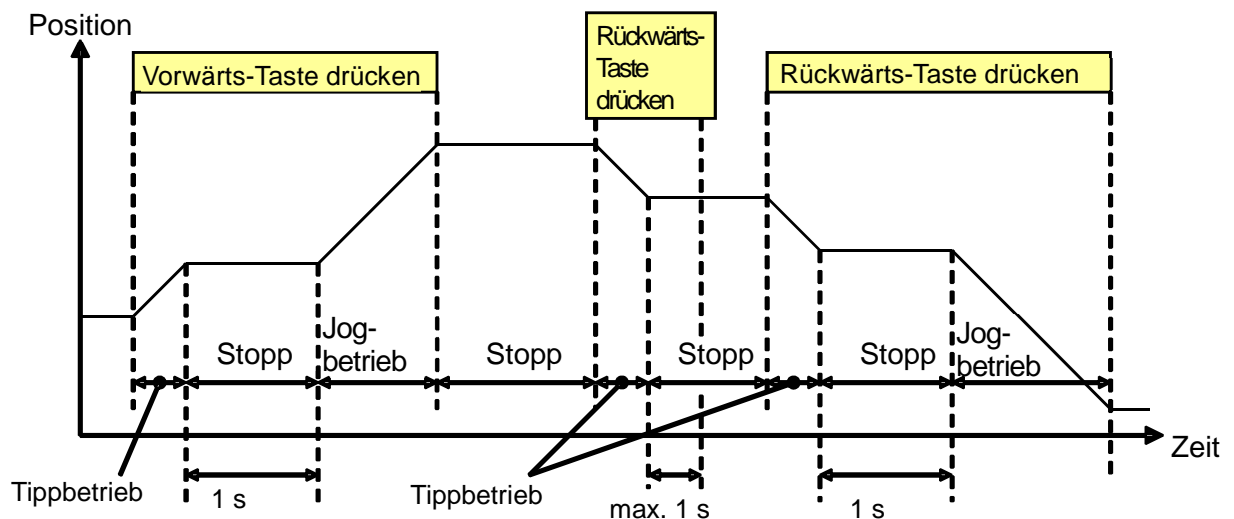 Position
Vorwärts-Taste drücken
Rückwärts-
Taste
drücken
Rückwärts-Taste drücken
Stopp
Jog-
betrieb
Stopp
Stopp
Stopp
Jog-
betrieb
Zeit
Tippbetrieb
1 s
Tippbetrieb
max. 1 s
1 s